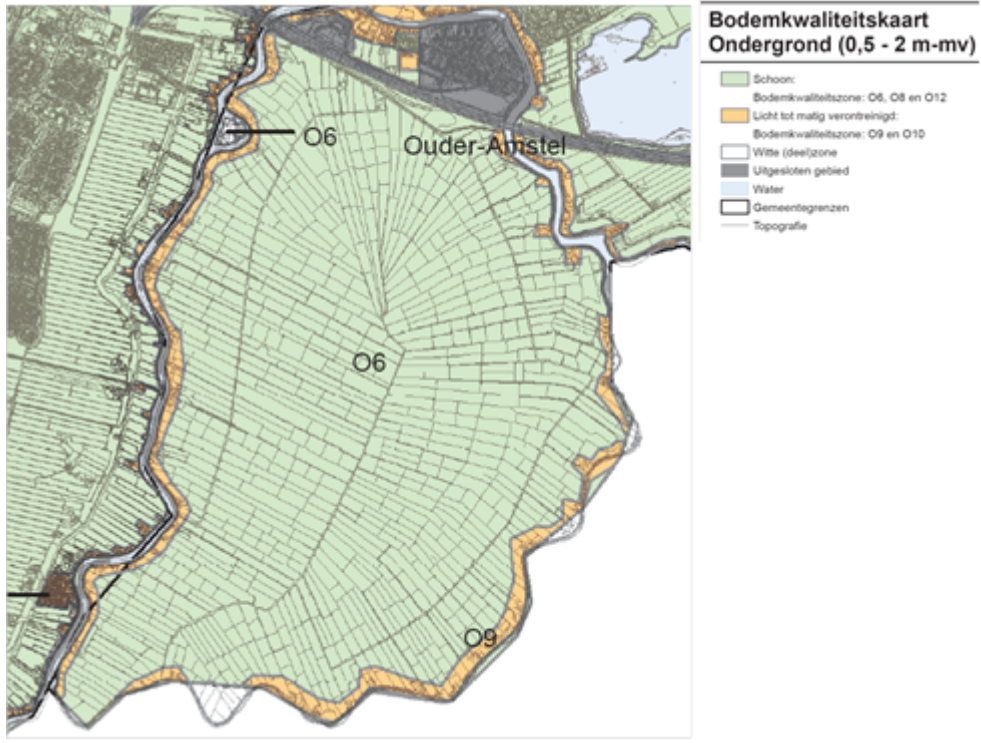 Bodemkwaliteitskaart
Ondergrond (0,5 - 2 m-mv)
Schoon:
Bodemkwaliteitszone: O6, O8 en O12
Licht tot matig verontreinigd:
Bodemkwaliteitszone: O9 en O10
Witte (deel)zone
Uitgesloten gebied
Water
Gemeentegrenzen
Topografie
O6
Ouder-Amstel
O6
O9